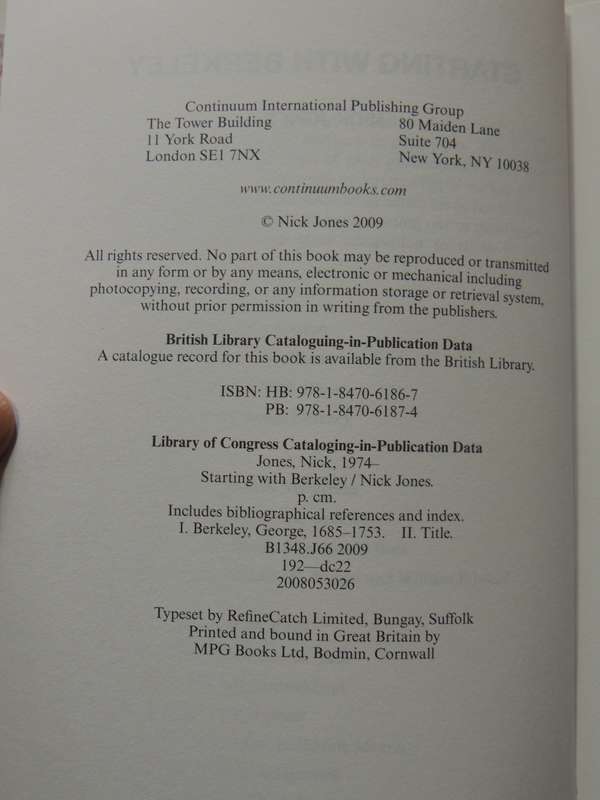 Continuum International Publishing Group
The Tower Building 80 Maiden Lane
11 York Road Suite 704
London SE1 7NX New York, NY 10038
www.continuumbooks.com
© Nick Jones 2009
All rights reserved. No part of this book may be reproduced or transmitted
in any form or by any means, electronic or mechanical including
photocopying, recording, or any information storage or retrieval system,
without prior permission in writing from the publishers.
British Library Cataloguing-in-Publication Data
A catalogue record for this book is available from the British Library.
ISBN: HB: 978-1-8470-6186-7
PB: 978-1-8470-6187-4
Library of Congress Cataloging-in-Publication Data
Jones, Nick, 1974–
Starting with Berkeley / Nick Jones.
p. cm.
Includes bibliographical references and index.
I. Berkeley, George, 1685–1753. II. Title.
B1348.J66 2009
192—dc22
2008053026
Typeset by RefineCatch Limited, Bungay, Suffolk
Printed and bound in Great Britain by
MPG Books Ltd, Bodmin, Cornwall